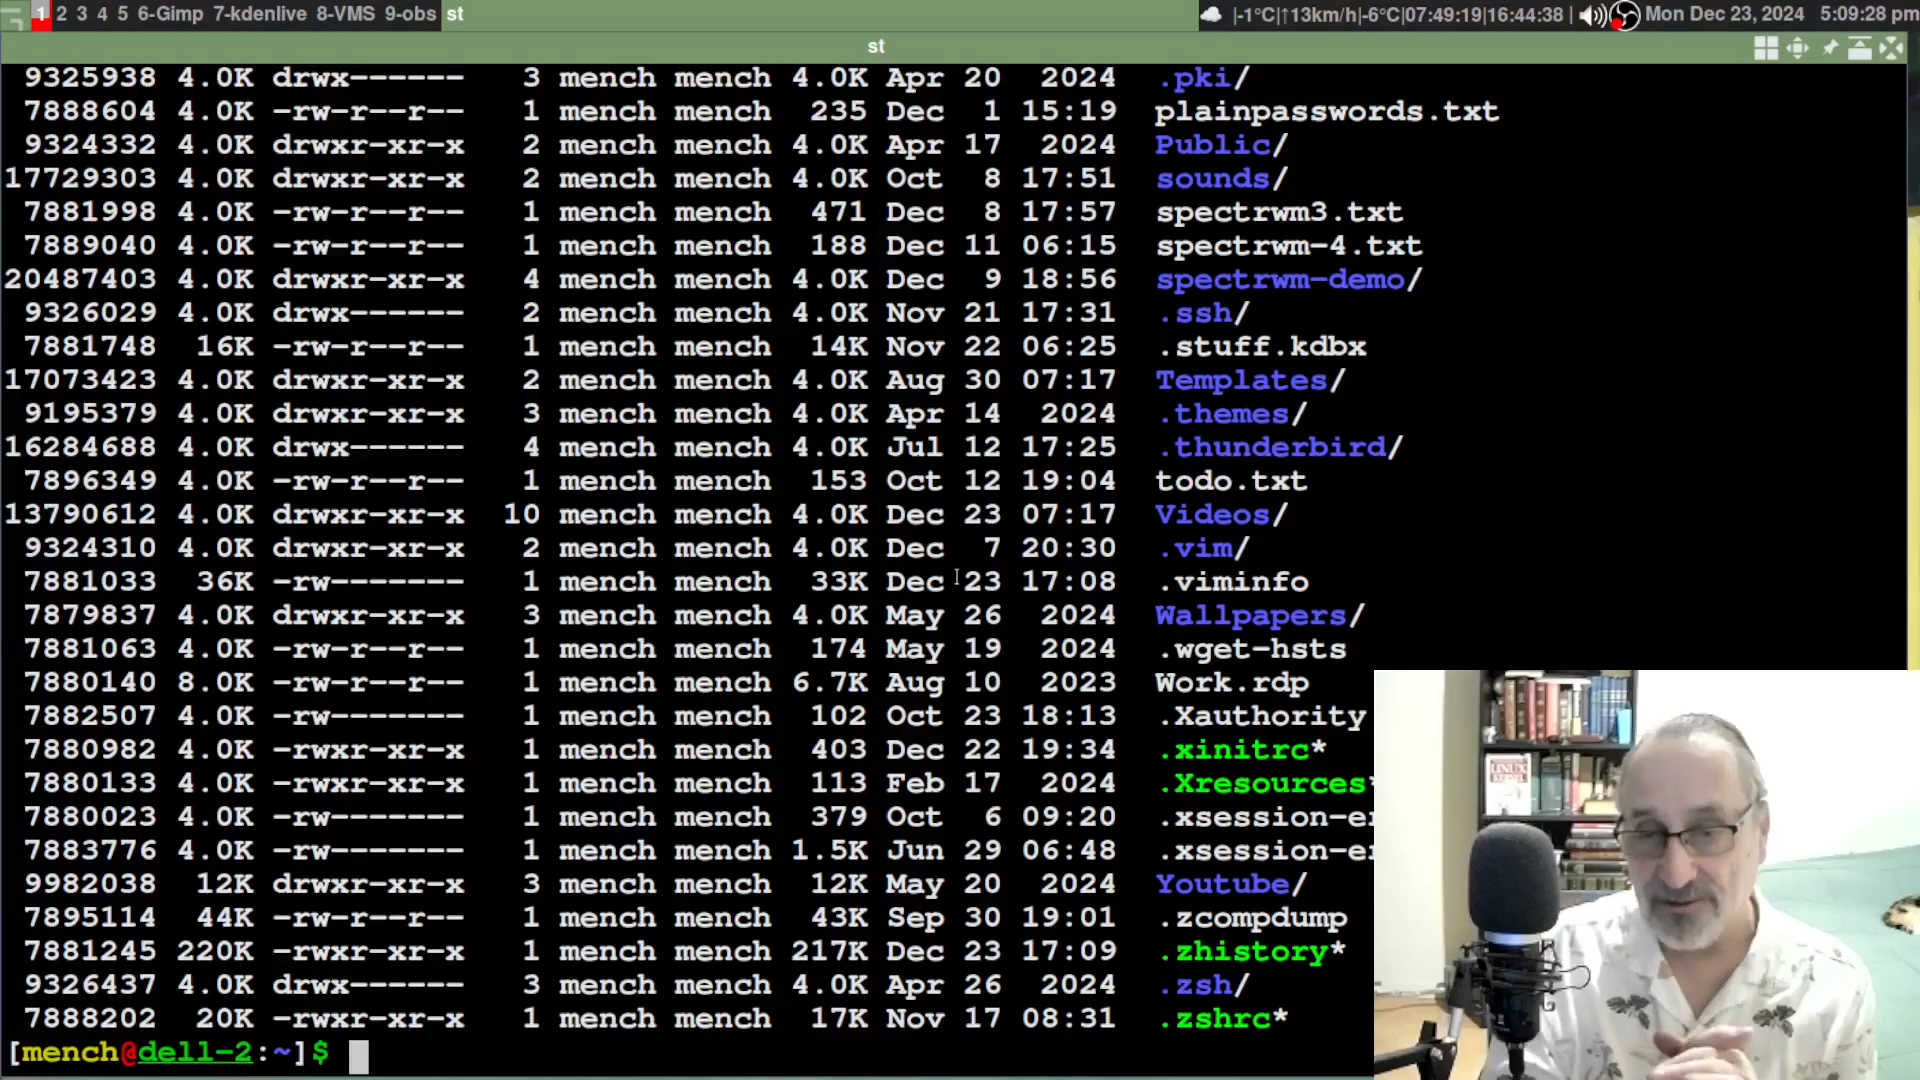 1 2 3 4 5 6-Gimp 7-kdenlive 8-VMS 9-obs st |-1°C|↑13km/h|-6°C|07:49:19|16:44:38| Mon Dec 23, 2024 5:09:28 pm
st
9325938 4.0K drwx------ 3 mench mench 4.0K Apr 20 2024 .pki/
7888604 4.0K -rw-r--r-- 1 mench mench 235 Dec 1 15:19 plainpasswords.txt
9324332 4.0K drwxr-xr-x 2 mench mench 4.0K Apr 17 2024 Public/
17729303 4.0K drwxr-xr-x 2 mench mench 4.0K Oct 8 17:51 sounds/
7881998 4.0K -rw-r--r-- 1 mench mench 471 Dec 8 17:57 spectrwm3.txt
7889040 4.0K -rw-r--r-- 1 mench mench 188 Dec 11 06:15 spectrwm-4.txt
20487403 4.0K drwxr-xr-x 4 mench mench 4.0K Dec 9 18:56 spectrwm-demo/
9326029 4.0K drwx------ 2 mench mench 4.0K Nov 21 17:31 .ssh/
7881748 16K -rw-r--r-- 1 mench mench 14K Nov 22 06:25 .stuff.kdbx
17073423 4.0K drwxr-xr-x 2 mench mench 4.0K Aug 30 07:17 Templates/
9195379 4.0K drwxr-xr-x 3 mench mench 4.0K Apr 14 2024 .themes/
16284688 4.0K drwx------ 4 mench mench 4.0K Jul 12 17:25 .thunderbird/
7896349 4.0K -rw-r--r-- 1 mench mench 153 Oct 12 19:04 todo.txt
13790612 4.0K drwxr-xr-x 10 mench mench 4.0K Dec 23 07:17 Videos/
9324310 4.0K drwxr-xr-x 2 mench mench 4.0K Dec 7 20:30 .vim/
7881033 36K -rw------- 1 mench mench 33K Dec 23 17:08 .viminfo
7879837 4.0K drwxr-xr-x 3 mench mench 4.0K May 26 2024 Wallpapers/
7881063 4.0K -rw-r--r-- 1 mench mench 174 May 19 2024 .wget-hsts
7880140 8.0K -rw-r--r-- 1 mench mench 6.7K Aug 10 2023 Work.rdp
7882507 4.0K -rw------- 1 mench mench 102 Oct 23 18:13 .Xauthority
7880982 4.0K -rwxr-xr-x 1 mench mench 403 Dec 22 19:34 .xinitrc*
7880133 4.0K -rwxr-xr-x 1 mench mench 113 Feb 17 2024 .Xresources*
7880023 4.0K -rw------- 1 mench mench 379 Oct 6 09:20 .xsession-er
7883776 4.0K -rw------- 1 mench mench 1.5K Jun 29 06:48 .xsession-er
9982038 12K drwxr-xr-x 3 mench mench 12K May 20 2024 Youtube/
7895114 44K -rw-r--r-- 1 mench mench 43K Sep 30 19:01 .zcompdump
7881245 220K -rwxr-xr-x 1 mench mench 217K Dec 23 17:09 .zhistory*
9326437 4.0K drwx------ 3 mench mench 4.0K Apr 26 2024 .zsh/
7888202 20K -rwxr-xr-x 1 mench mench 17K Nov 17 08:31 .zshrc*
[mench@dell-2:~]$
LINUX